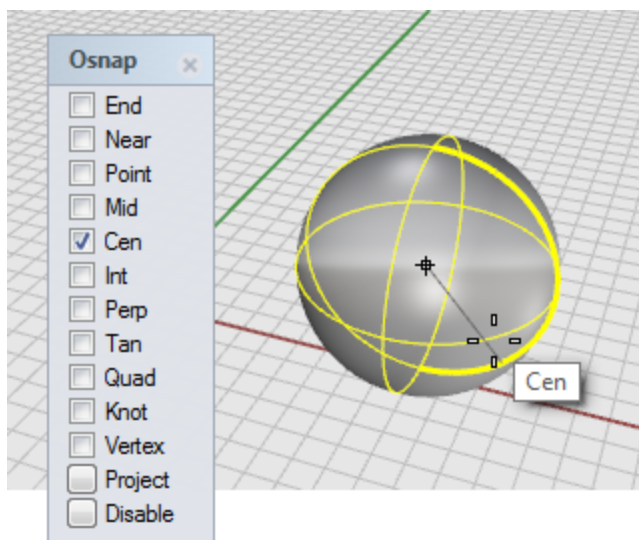 Osnap
End
Near
Point
Mid
Cen
Int
Perp
Tan
Quad
Knot
Vertex
Project
Disable
Cen